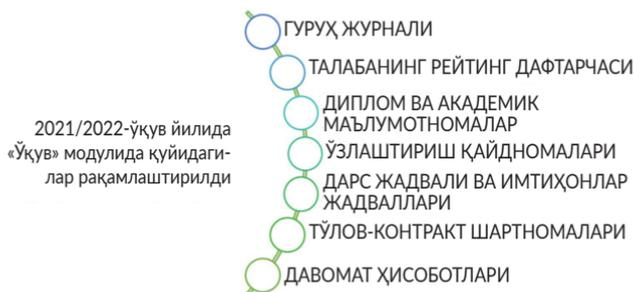 2021/2022-ўқув йилида
«Ўқув» модулида қуйидаги-
лар рақамлаштирилди
ГУРУҲ ЖУРНАЛИ
ТАЛАБАНИНГ РЕЙТИНГ ДАФТАРЧАСИ
ДИПЛОМ ВА АКАДЕМИК
МАЪЛУМОТНОМАЛАР
ЎЗЛАШТИРИШ ҚАЙДНОМАЛАРИ
ДАРС ЖАДВАЛИ ВА ИМТИҲОНЛАР
ЖАДВАЛЛАРИ
ТЎЛОВ-КОНТРАКТ ШАРТНОМАЛАРИ
ДАВОМАТ ҲИСОБОТЛАРИ